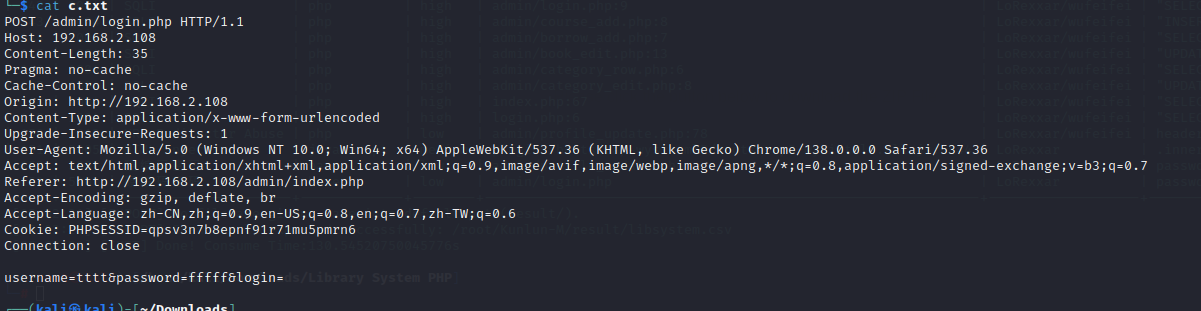 └─$ cat c.txt
POST /admin/login.php HTTP/1.1
Host: 192.168.2.108
Content-Length: 35
Pragma: no-cache
Cache-Control: no-cache
Origin: http://192.168.2.108
Content-Type: application/x-www-form-urlencoded
Upgrade-Insecure-Requests: 1
User-Agent: Mozilla/5.0 (Windows NT 10.0; Win64; x64) AppleWebKit/537.36 (KHTML, like Gecko) Chrome/138.0.0.0 Safari/537.36
Accept: text/html,application/xhtml+xml,application/xml;q=0.9,image/avif,image/webp,image/apng,*/*;q=0.8,application/signed-exchange;v=b3;q=0.7
Referer: http://192.168.2.108/admin/index.php
Accept-Encoding: gzip, deflate, br
Accept-Language: zh-CN,zh;q=0.9,en-US;q=0.8,en;q=0.7,zh-TW;q=0.6
Cookie: PHPSESSID=qpsv3n7b8epnf91r71mu5pmrn6
Connection: close
username=tttt&password=fffff&login= ds/Library System PHP
┌──(kali㉿kali)-[~/Downloads]